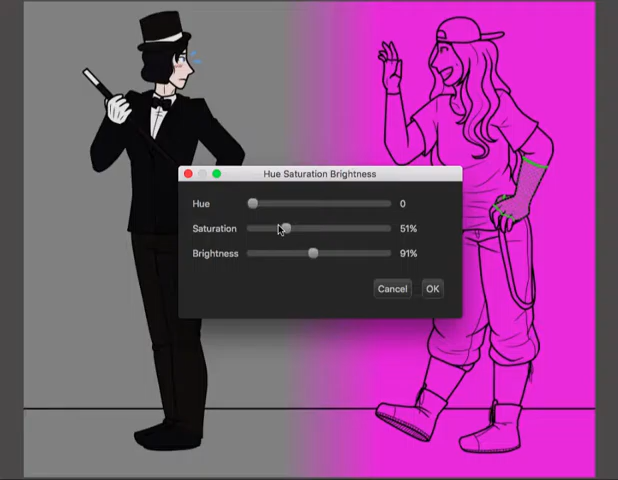 Hue Saturation Brightness
Hue 0
Saturation 51%
Brightness 91%
Cancel OK